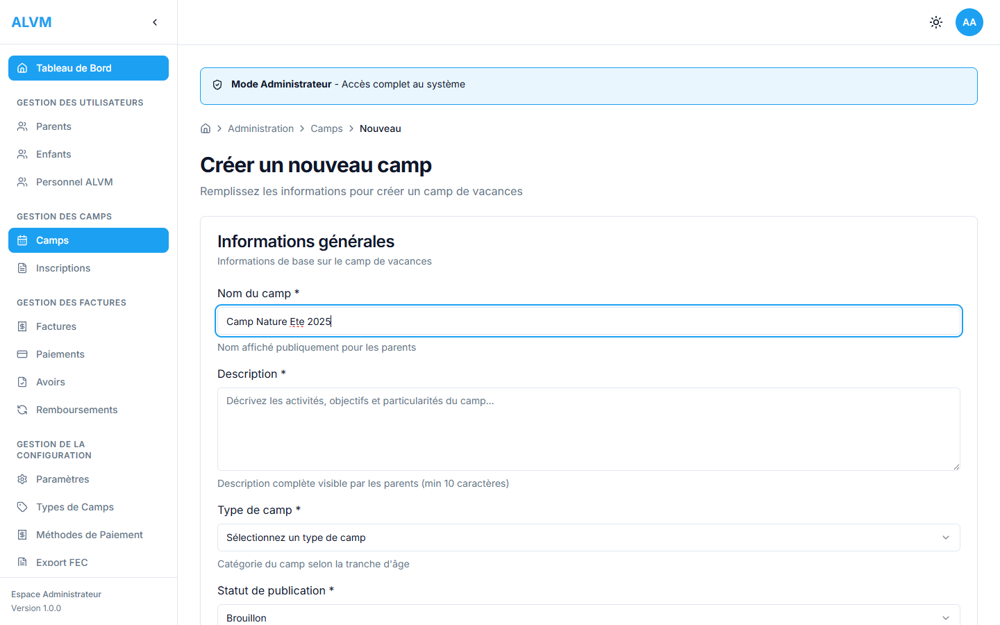 ALVM
AA
Tableau de Bord
GESTION DES UTILISATEURS
Parents
Enfants
Personnel ALVM
GESTION DES CAMPS
Camps
Inscriptions
GESTION DES FACTURES
Factures
Paiements
Avoirs
Remboursements
GESTION DE LA
CONFIGURATION
Paramètres
Types de Camps
Méthodes de Paiement
Export FEC
Espace Administrateur
Version 1.0.0
Mode Administrateur - Accès complet au système
Administration > Camps > Nouveau
Créer un nouveau camp
Remplissez les informations pour créer un camp de vacances
Informations générales
Informations de base sur le camp de vacances
Nom du camp *
Camp Nature Ete 2025
Nom affiché publiquement pour les parents
Description *
Décrivez les activités, objectifs et particularités du camp...
Description complète visible par les parents (min 10 caractères)
Type de camp *
Sélectionnez un type de camp
Catégorie du camp selon la tranche d'âge
Statut de publication *
Brouillon